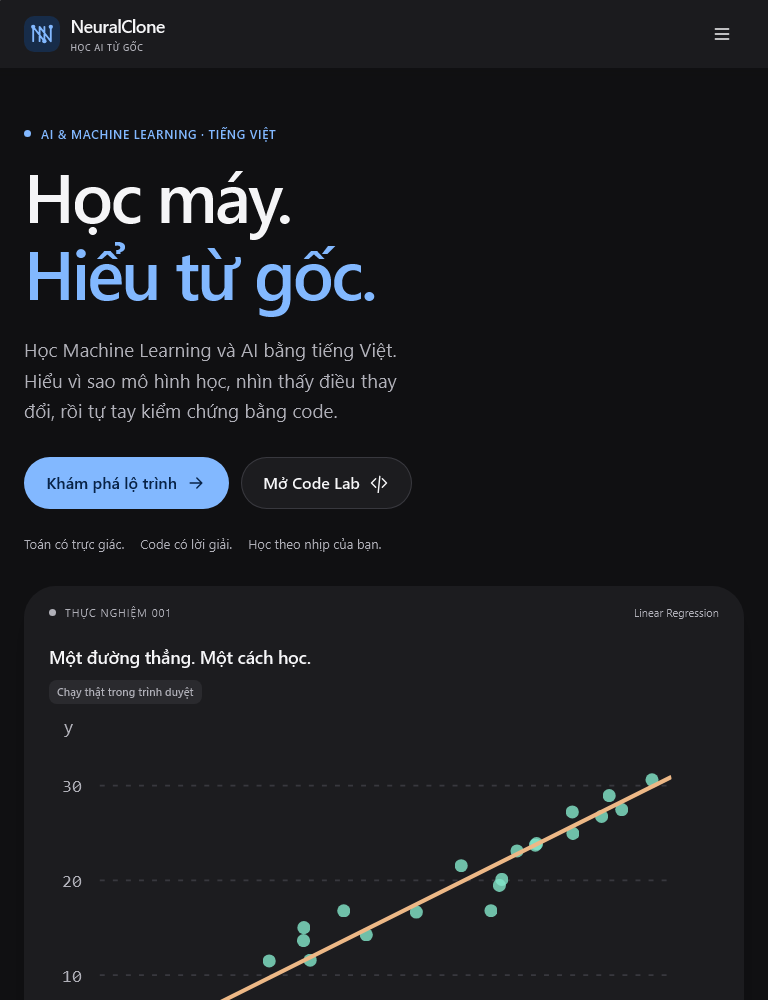 NeuralClone
HỌC AI TỪ GỐC
AI & MACHINE LEARNING · TIẾNG VIỆT
Học máy.
Hiểu từ gốc.
Học Machine Learning và AI bằng tiếng Việt.
Hiểu vì sao mô hình học, nhìn thấy điều thay
đổi, rồi tự tay kiểm chứng bằng code.
Khám phá lộ trình
Mở Code Lab
Toán có trực giác. Code có lời giải. Học theo nhịp của bạn.
THỰC NGHIỆM 001
Linear Regression
Một đường thẳng. Một cách học.
Chạy thật trong trình duyệt
y
30
20
10